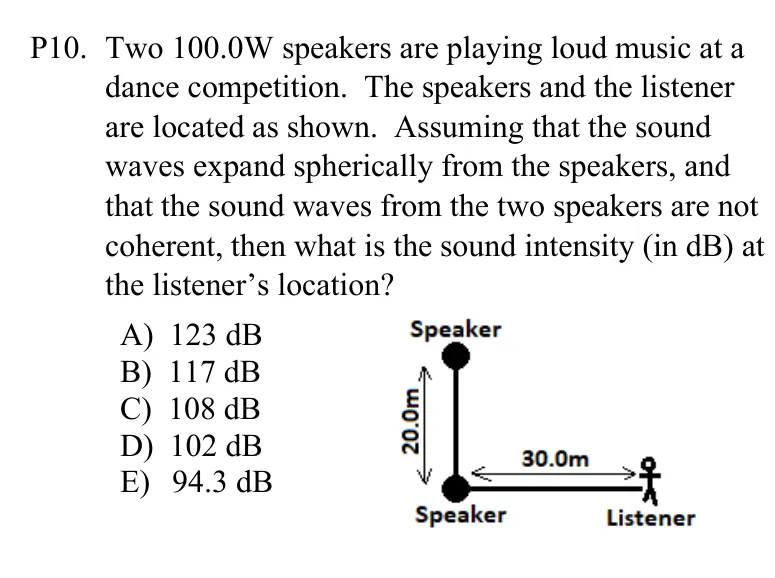 P10. Two 100.0W speakers are playing loud music at a
dance competition. The speakers and the listener
are located as shown. Assuming that the sound
waves expand spherically from the speakers, and
that the sound waves from the two speakers are not
coherent, then what is the sound intensity (in dB) at
the listener’s location?
A) 123 dB
B) 117 dB
C) 108 dB
D) 102 dB
E) 94.3 dB
Speaker
20.0m
30.0m
Speaker
Listener